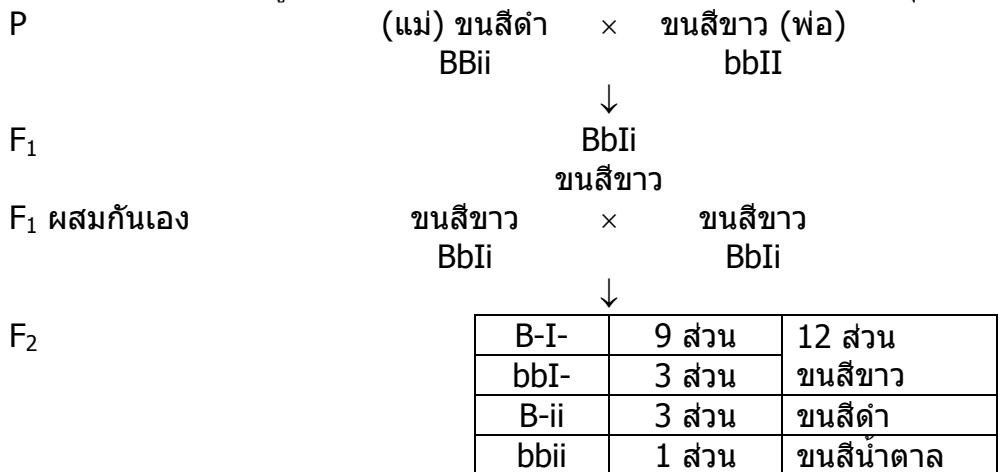 P (แม่) ขนสีดำ × ขนสีขาว (พ่อ)
BBii bbII
↓
F₁ BbIi
ขนสีขาว
F₁ ผสมกันเอง ขนสีขาว × ขนสีขาว
BbIi BbIi
↓
F₂ B-I- 9 ส่วน 12 ส่วน
bbI- 3 ส่วน ขนสีขาว
B-ii 3 ส่วน ขนสีดำ
bbii 1 ส่วน ขนสีน้ำตาล